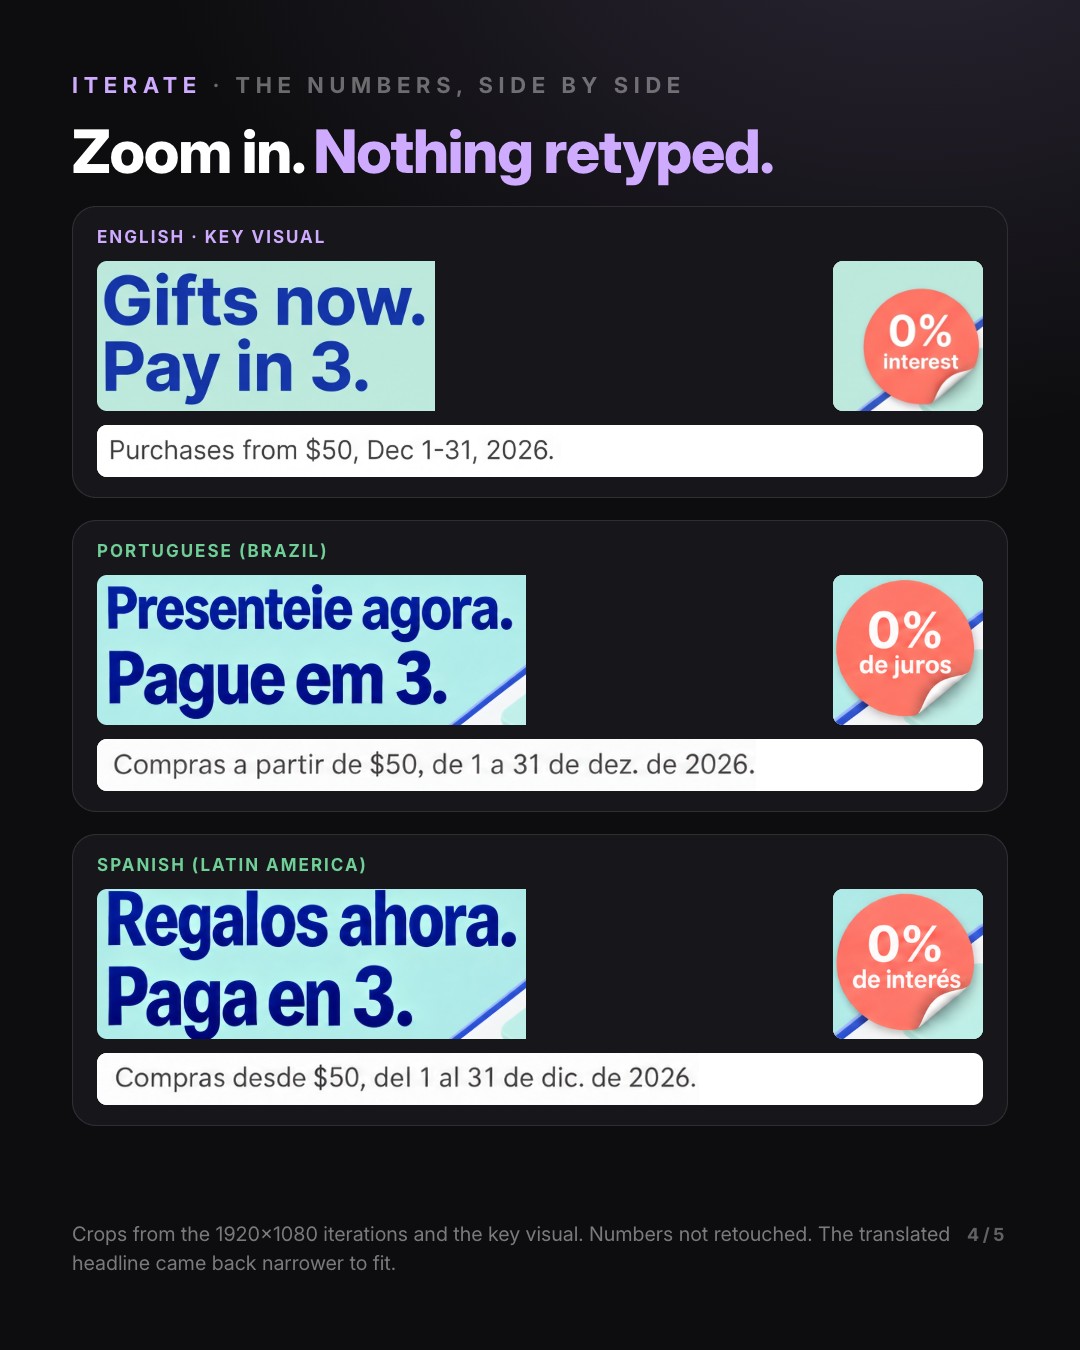 ITERATE · THE NUMBERS, SIDE BY SIDE
Zoom in. Nothing retyped.
ENGLISH · KEY VISUAL
Gifts now.
Pay in 3.
0%
interest
Purchases from $50, Dec 1-31, 2026.
PORTUGUESE (BRAZIL)
Presenteie agora.
Pague em 3.
0%
de juros
Compras a partir de $50, de 1 a 31 de dez. de 2026.
SPANISH (LATIN AMERICA)
Regalos ahora.
Paga en 3.
0%
de interés
Compras desde $50, del 1 al 31 de dic. de 2026.
Crops from the 1920×1080 iterations and the key visual. Numbers not retouched. The translated
headline came back narrower to fit.
4 / 5